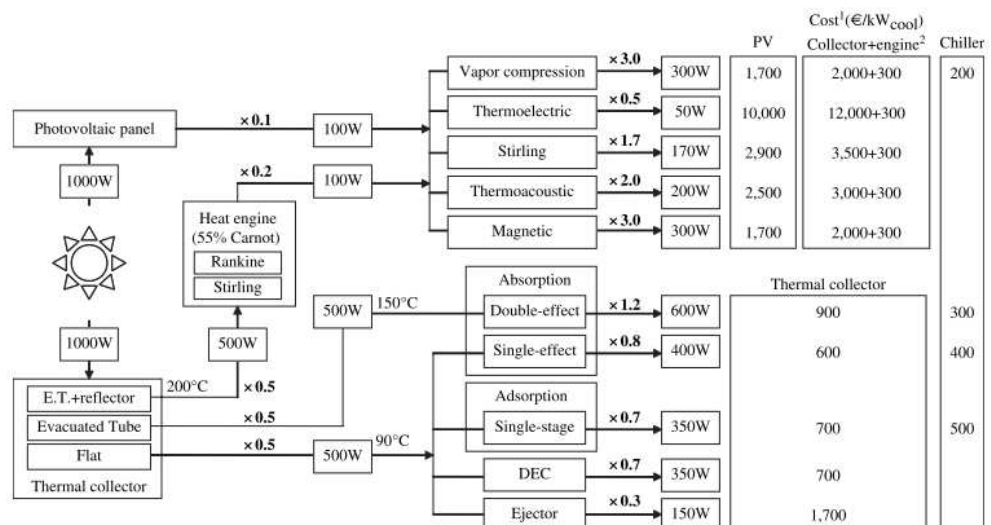 Cost¹(€/kWcool)
PV Collector+engine² Chiller
Vapor compression ×3.0 300W 1,700 2,000+300 200
Photovoltaic panel ×0.1 100W Thermoelectric ×0.5 50W 10,000 12,000+300
Stirling ×1.7 170W 2,900 3,500+300
1000W ×0.2 100W Thermoacoustic ×2.0 200W 2,500 3,000+300
Magnetic ×3.0 300W 1,700 2,000+300
Heat engine
(55% Carnot)
Rankine
Stirling
Absorption Thermal collector
500W 150°C Double-effect ×1.2 600W 900 300
1000W 500W Single-effect ×0.8 400W 600 400
200°C
E.T.+reflector ×0.5
Evacuated Tube ×0.5
Flat ×0.5 500W 90°C
Thermal collector
Adsorption
Single-stage ×0.7 350W 700 500
DEC ×0.7 350W 700
Ejector ×0.3 150W 1,700